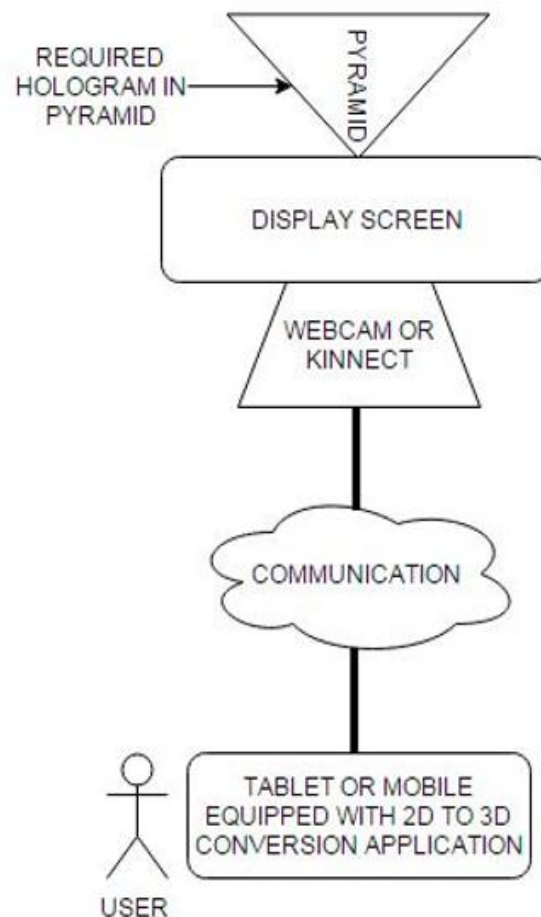 REQUIRED
HOLOGRAM IN
PYRAMID
PYRAMID
DISPLAY SCREEN
WEBCAM OR
KINNECT
COMMUNICATION
TABLET OR MOBILE
EQUIPPED WITH 2D TO 3D
CONVERSION APPLICATION
USER